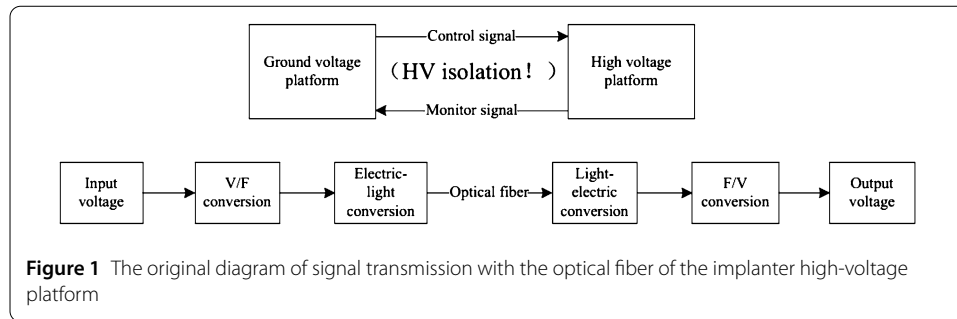 Control signal
Ground voltage
platform
（HV isolation！）
High voltage
platform
Monitor signal
Input
voltage
V/F
conversion
Electric-
light
conversion
Optical fiber
Light-
electric
conversion
F/V
conversion
Output
voltage
Figure 1 The original diagram of signal transmission with the optical fiber of the implanter high-voltage
platform